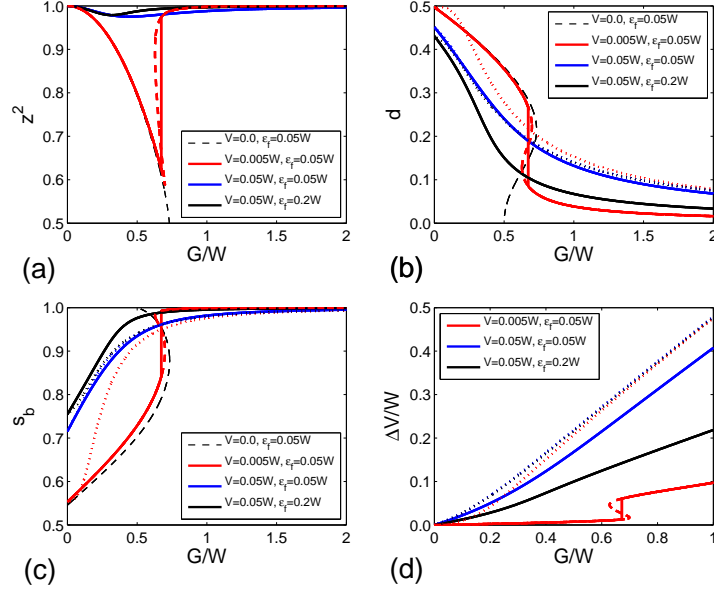 1.0
0.9
0.8
0.7
0.6
0.5
z²
0
0.5
1
1.5
2
G/W
(a)
V=0.0, ε_f=0.05W
V=0.005W, ε_f=0.05W
V=0.05W, ε_f=0.05W
V=0.05W, ε_f=0.2W
0.5
0.4
0.3
0.2
0.1
0.0
d
0
0.5
1
1.5
2
G/W
(b)
V=0.0, ε_f=0.05W
V=0.005W, ε_f=0.05W
V=0.05W, ε_f=0.05W
V=0.05W, ε_f=0.2W
1.0
0.9
0.8
0.7
0.6
0.5
s_b
0
0.5
1
1.5
2
G/W
(c)
V=0.0, ε_f=0.05W
V=0.005W, ε_f=0.05W
V=0.05W, ε_f=0.05W
V=0.05W, ε_f=0.2W
0.5
0.4
0.3
0.2
0.1
0.0
ΔV/W
0
0.2
0.4
0.6
0.8
1
G/W
(d)
V=0.005W, ε_f=0.05W
V=0.05W, ε_f=0.05W
V=0.05W, ε_f=0.2W